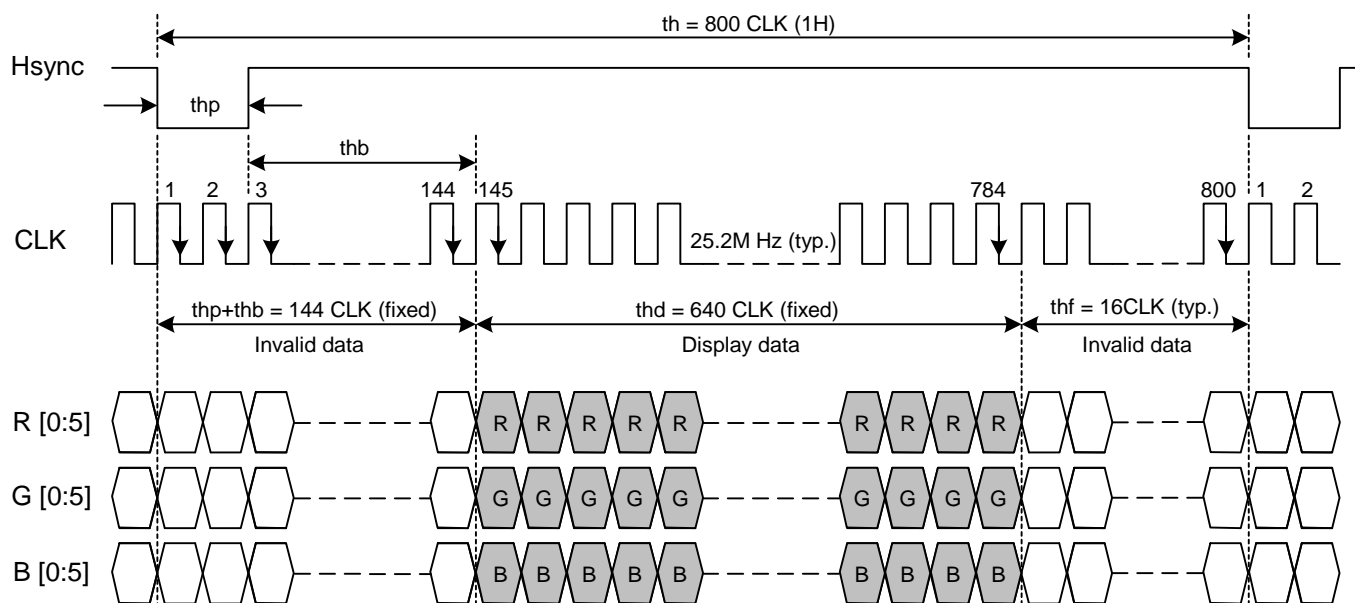 th = 800 CLK (1H)
Hsync
thp
thb
1 2 3 144 145 784 800 1 2
CLK
25.2M Hz (typ.)
thp+thb = 144 CLK (fixed) thd = 640 CLK (fixed) thf = 16CLK (typ.)
Invalid data Display data Invalid data
R [0:5] R R R R R R R R R
G [0:5] G G G G G G G G G
B [0:5] B B B B B B B B B